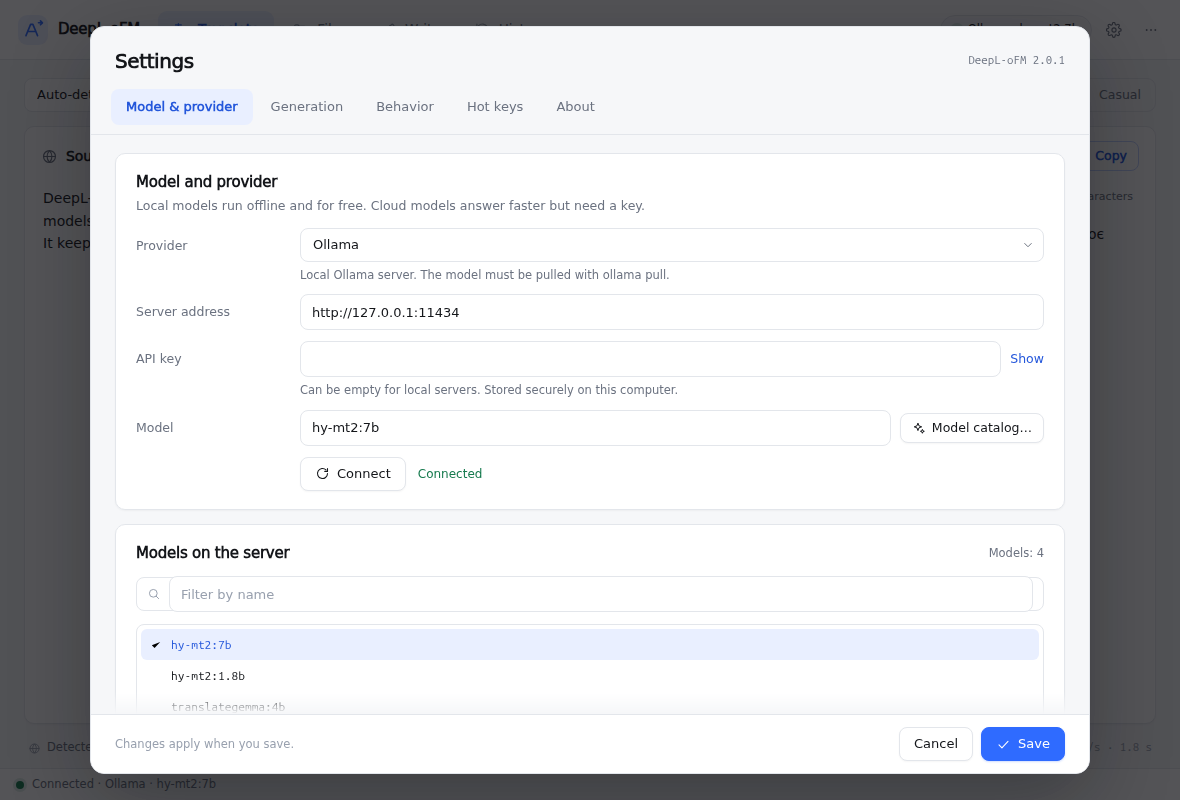 Settings
DeepL-oFM 2.0.1
Model & provider
Generation
Behavior
Hot keys
About
Auto-de
Casual
Sou
Copy
Model and provider
Local models run offline and for free. Cloud models answer faster but need a key.
DeepL-
models
It keep
Provider
Ollama
Local Ollama server. The model must be pulled with ollama pull.
Server address
http://127.0.0.1:11434
API key
Show
Can be empty for local servers. Stored securely on this computer.
Model
hy-mt2:7b
Model catalog...
Connect
Connected
Models on the server
Models: 4
Filter by name
hy-mt2:7b
hy-mt2:1.8b
translategemma:4b
Changes apply when you save.
Cancel
Save
Detecte
/s - 1.8 s
Connected · Ollama · hy-mt2:7b